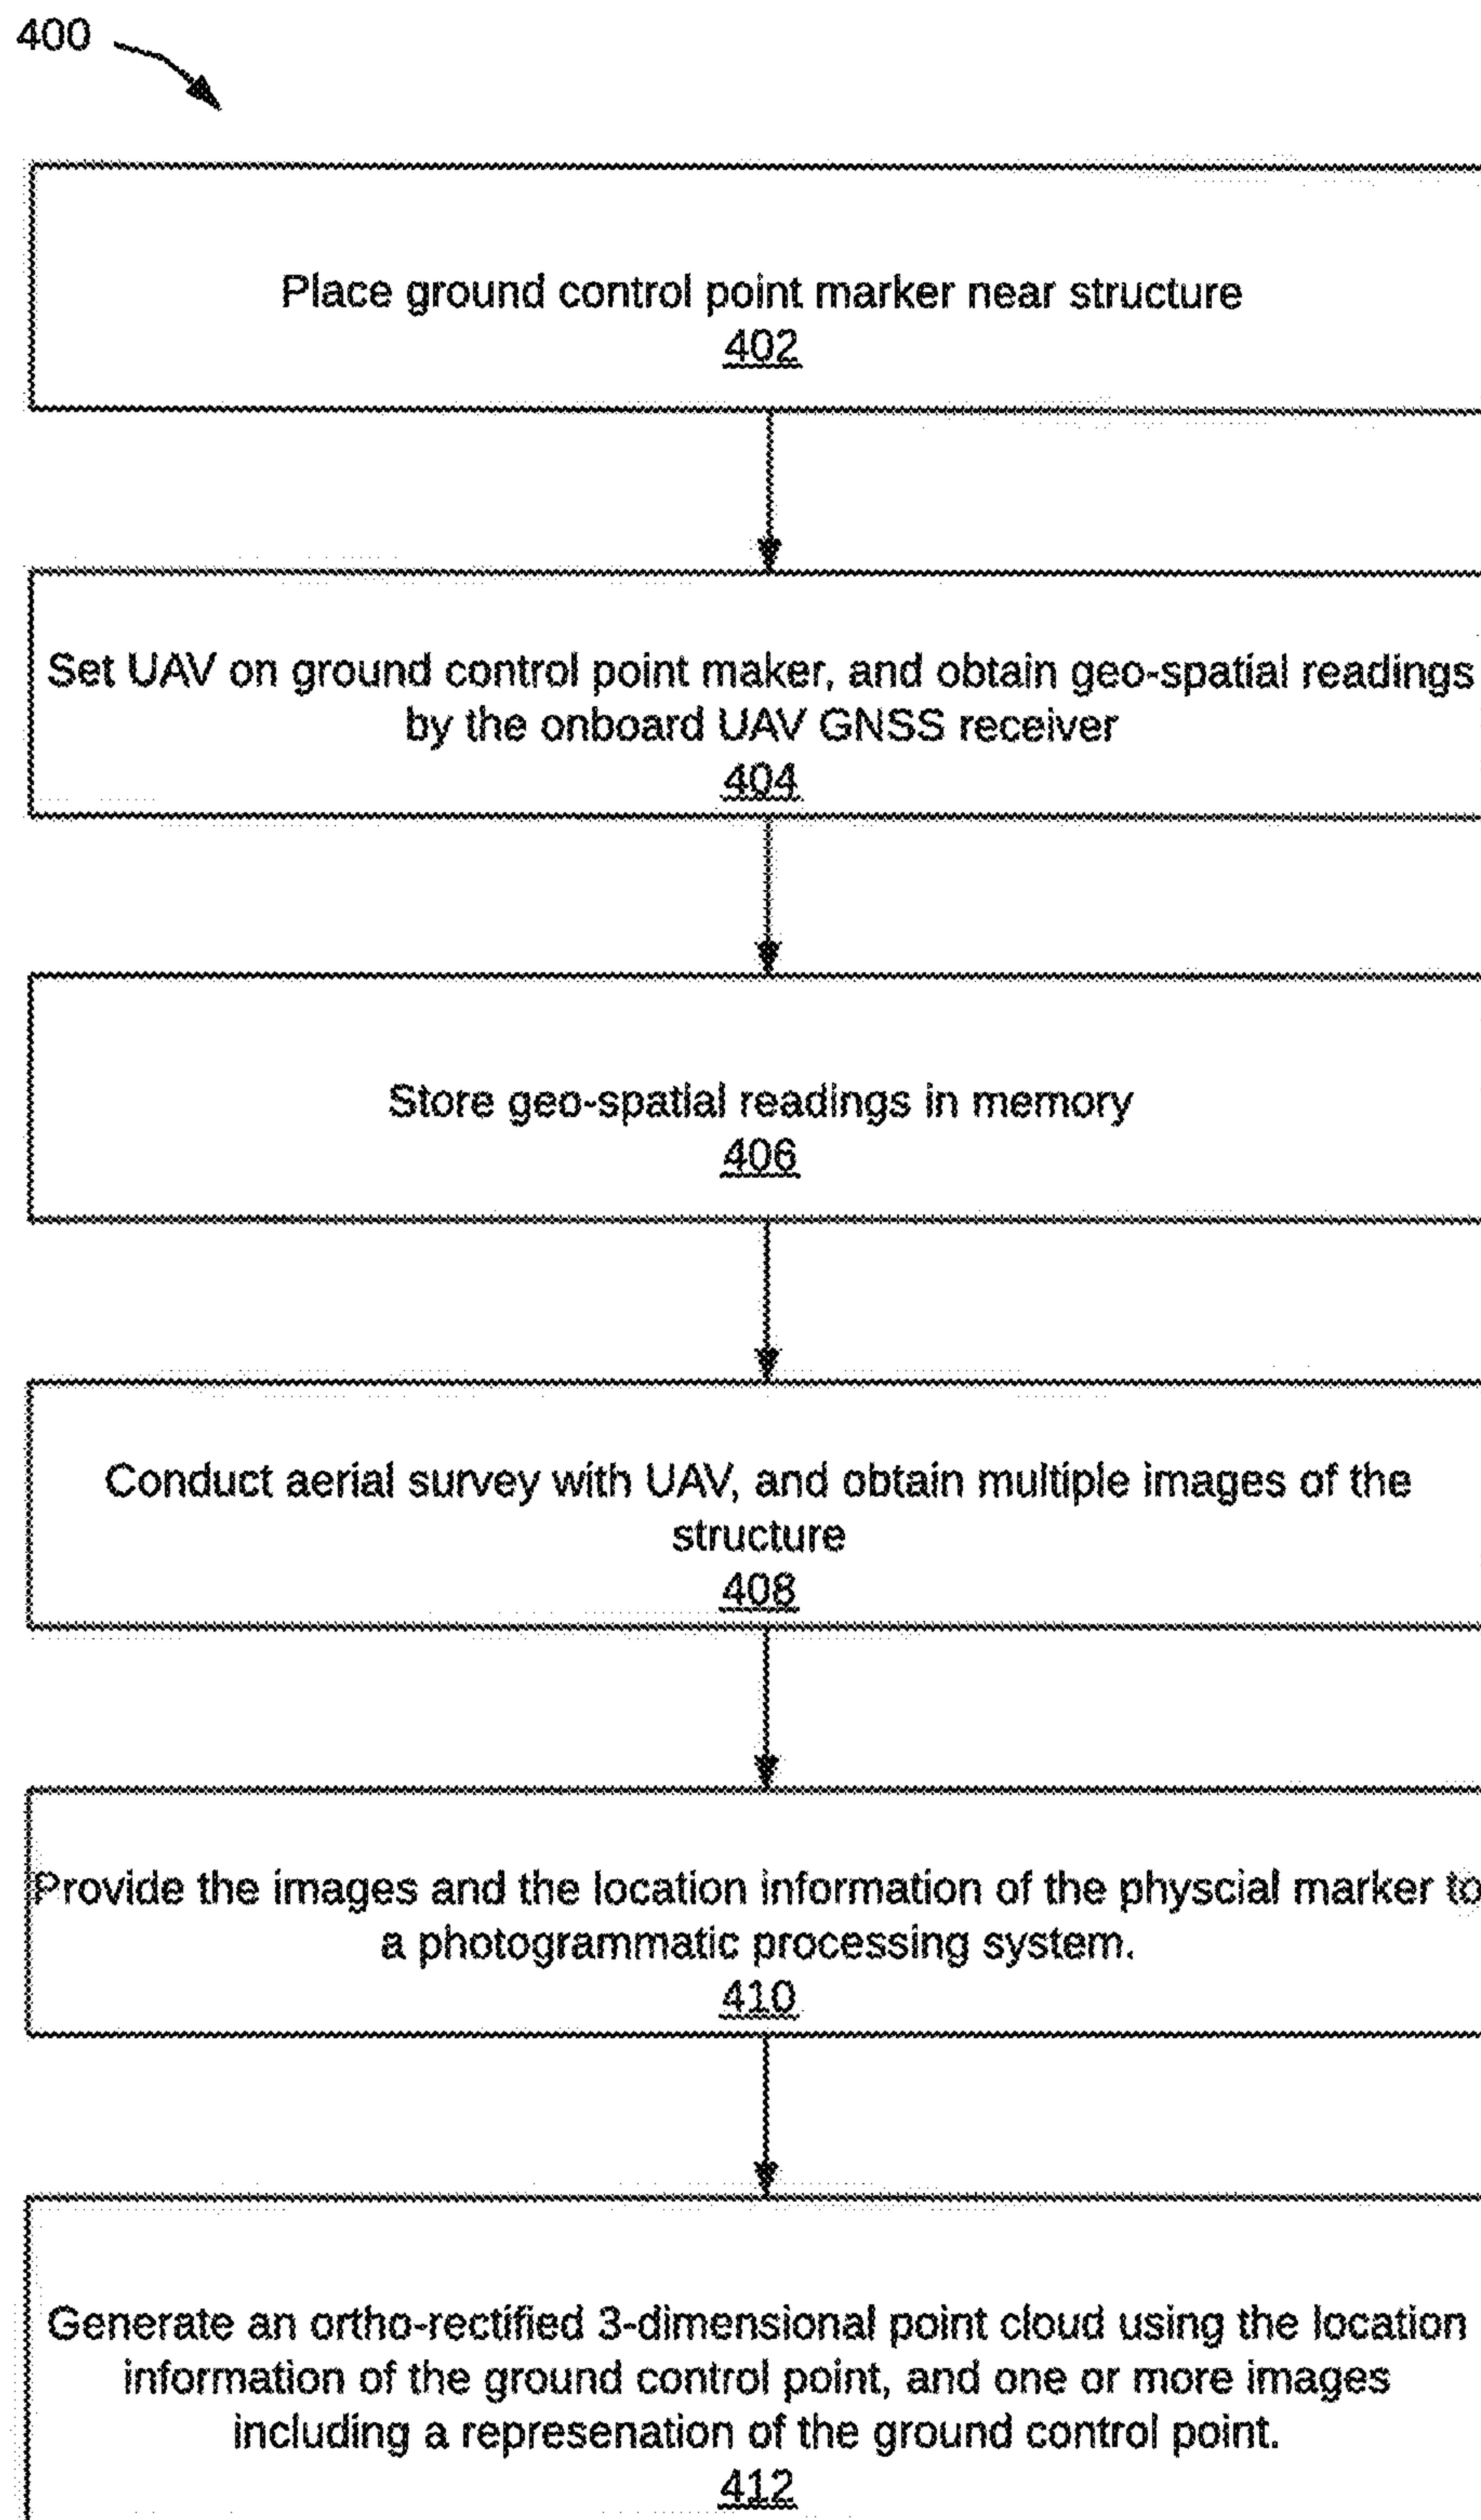 400
Place ground control point marker near structure
402
Set UAV on ground control point maker, and obtain geo-spatial readings
by the onboard UAV GNSS receiver
404
Store geo-spatial readings in memory
406
Conduct aerial survey with UAV, and obtain multiple images of the
structure
408
Provide the images and the location information of the physcial marker to
a photogrammatic processing system.
410
Generate an ortho-rectified 3-dimensional point cloud using the location
information of the ground control point, and one or more images
including a represenation of the ground control point.
412